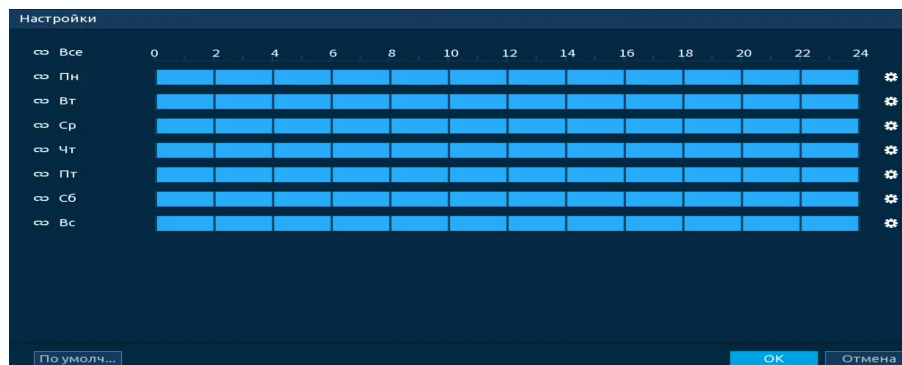 Настройки
Все 0 2 4 6 8 10 12 14 16 18 20 22 24
Пн
Вт
Ср
Чт
Пт
Сб
Вс
По умолч... OK Отмена